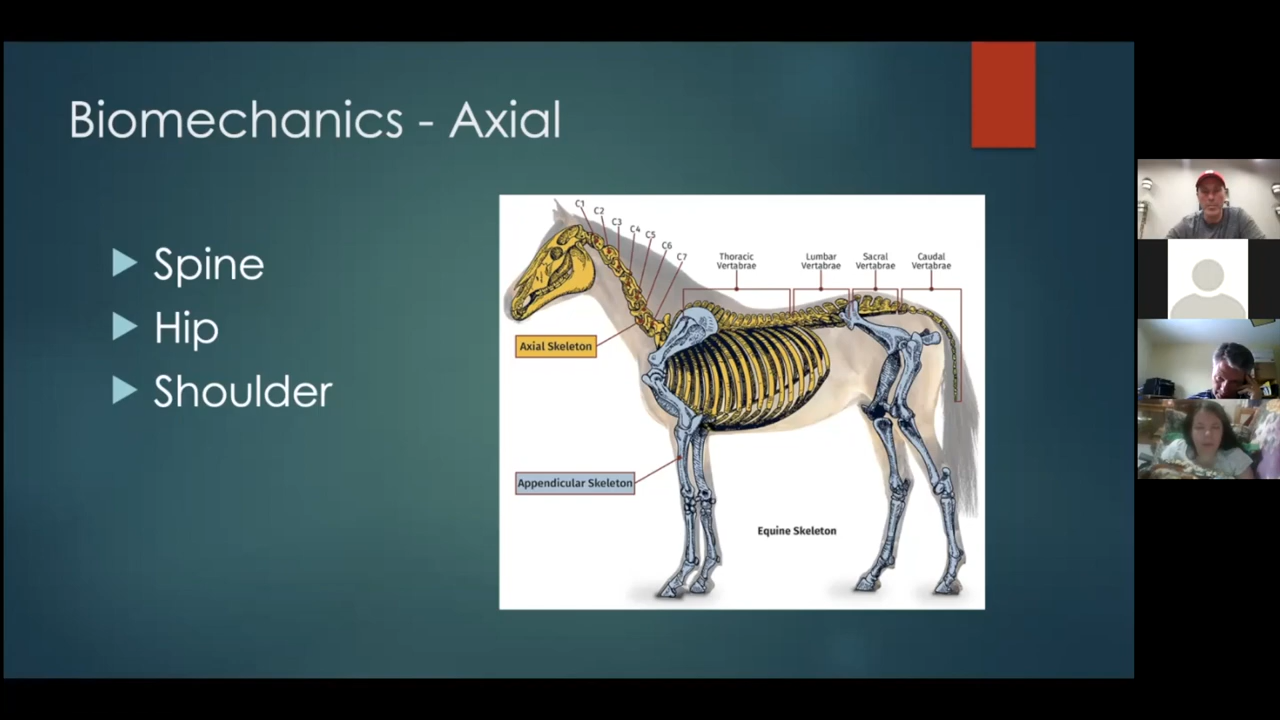 Biomechanics - Axial
Spine
Hip
Shoulder
C1
C2
C3
C4
C5
C6
C7
Thoracic
Vertabrae
Lumbar
Vertabrae
Sacral
Vertabrae
Caudal
Vertabrae
Axial Skeleton
Appendicular Skeleton
Equine Skeleton